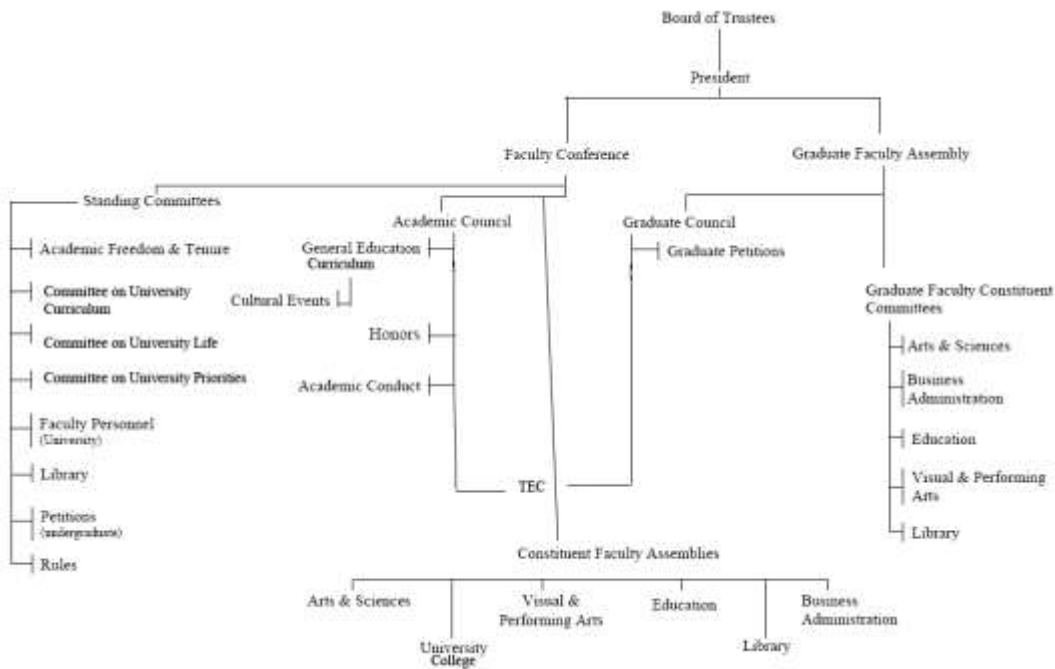 Board of Trustees
President
Faculty Conference
Graduate Faculty Assembly
Standing Committees
Academic Freedom & Tenure
Committee on University
Curriculum
Committee on University Life
Committee on University Priorities
Faculty Personnel
(University)
Library
Petitions
(undergraduate)
Rules
Academic Council
General Education
Curriculum
Cultural Events
Honors
Academic Conduct
TEC
Graduate Council
Graduate Petitions
Graduate Faculty Constituent
Committees
Arts & Sciences
Business
Administration
Education
Visual & Performing
Arts
Library
Constituent Faculty Assemblies
Arts & Sciences
University
College
Visual &
Performing Arts
Education
Library
Business
Administration